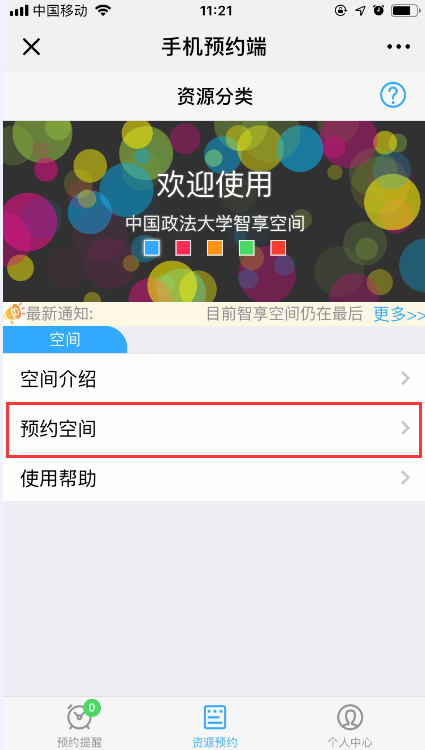 中国移动 11:21
手机预约端
资源分类
欢迎使用
中国政法大学智享空间
最新通知: 目前智享空间仍在最后 更多>>
空间
空间介绍
预约空间
使用帮助
0
预约提醒 资源预约 个人中心